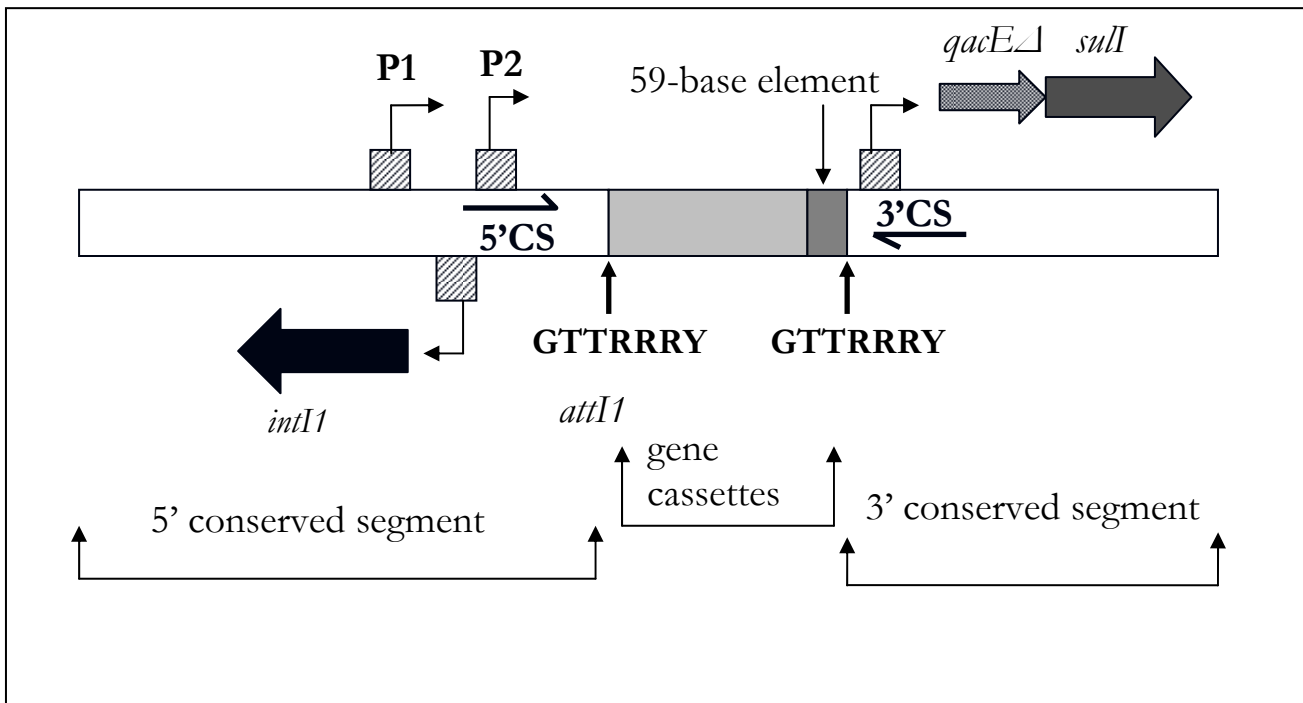 qacEΔ sulI
P1 P2
59-base element
5’CS
3’CS
GTTRRRY GTTRRRY
intI1
attI1
gene
cassettes
5’ conserved segment
3’ conserved segment